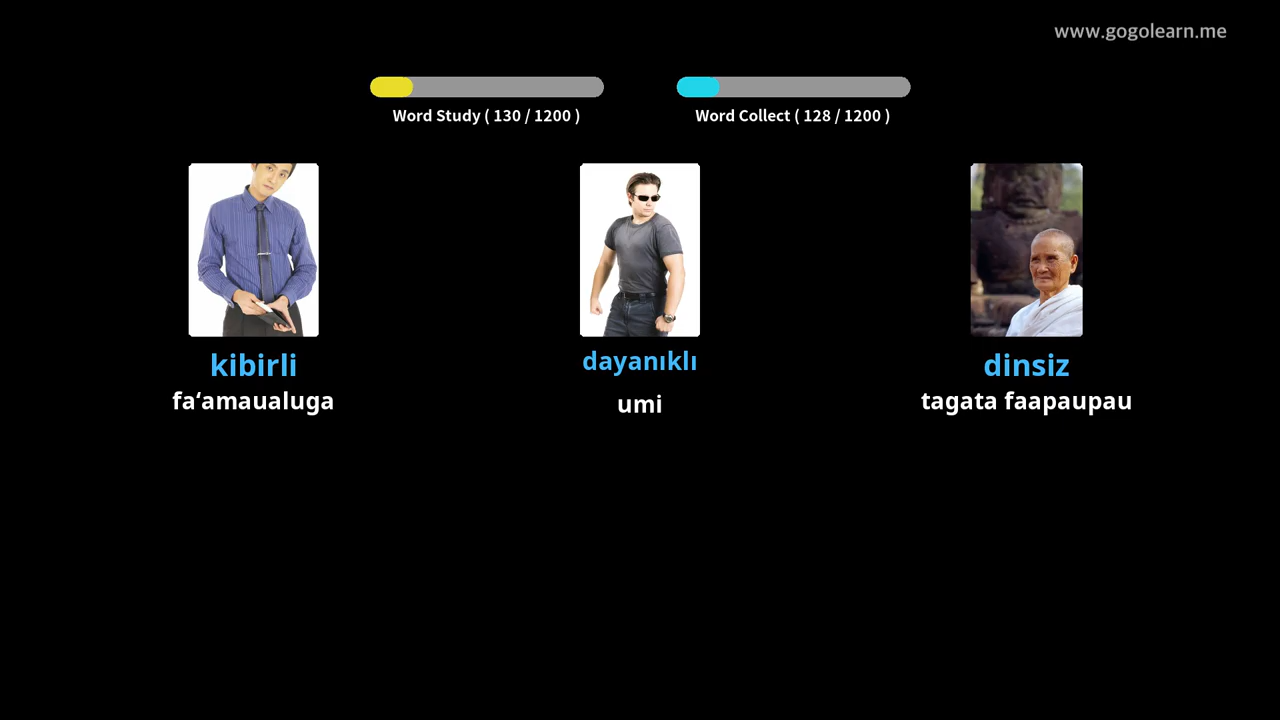 www.gogolearn.me
Word Study ( 130 / 1200 )
Word Collect ( 128 / 1200 )
kibirli
fa‘amaualuga
dayanıklı
umi
dinsiz
tagata faapaupau